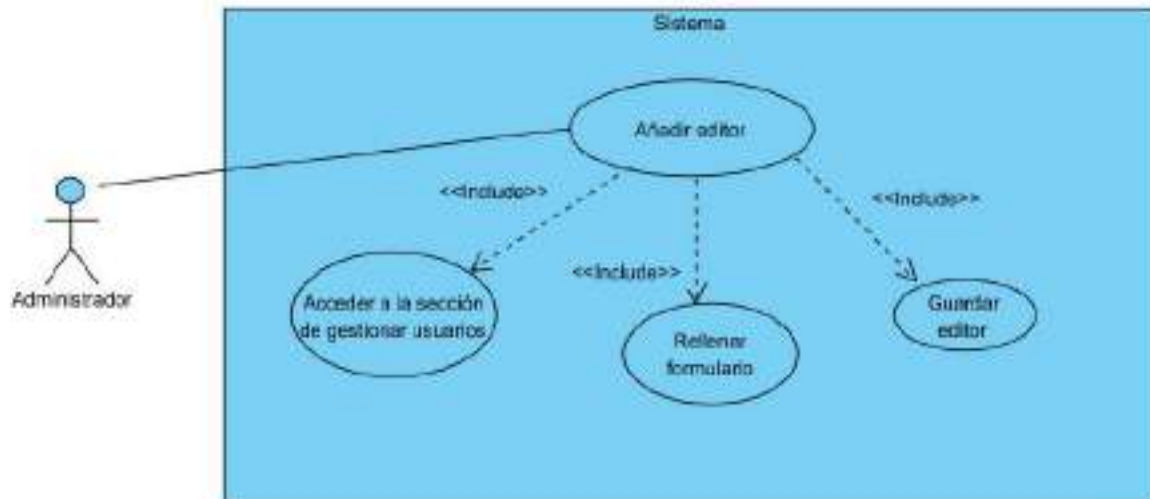 Sistema
Añadir editor
<<Include>>
<<Include>>
<<Include>>
Administrador
Acceder a la sección
de gestionar usuarios
Rellenar
formulario
Guardar
editor